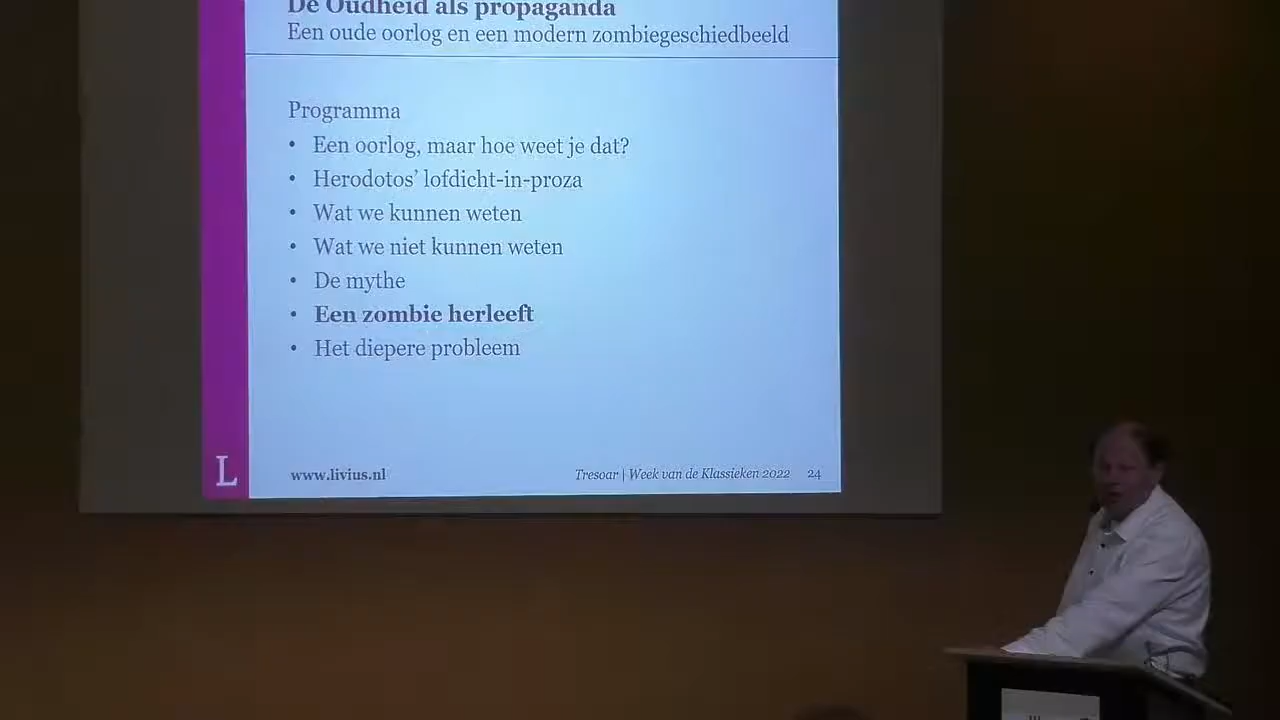 De Oudheid als propaganda
Een oude oorlog en een modern zombiegeschiedbeeld
Programma
• Een oorlog, maar hoe weet je dat?
• Herodotos’ lofdicht-in-proza
• Wat we kunnen weten
• Wat we niet kunnen weten
• De mythe
• Een zombie herleeft
• Het diepere probleem
L
www.livius.nl
Tresoar | Week van de Klassieken 2022 24